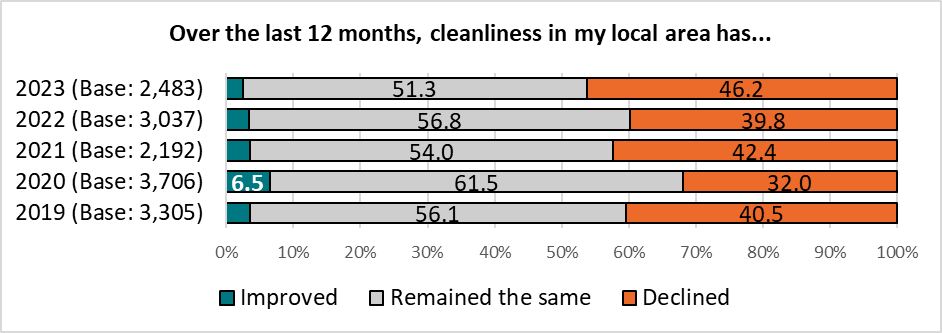 Over the last 12 months, cleanliness in my local area has...
2023 (Base: 2,483) 51.3 46.2
2022 (Base: 3,037) 56.8 39.8
2021 (Base: 2,192) 54.0 42.4
2020 (Base: 3,706) 6.5 61.5 32.0
2019 (Base: 3,305) 56.1 40.5
0% 10% 20% 30% 40% 50% 60% 70% 80% 90% 100%
Improved Remained the same Declined